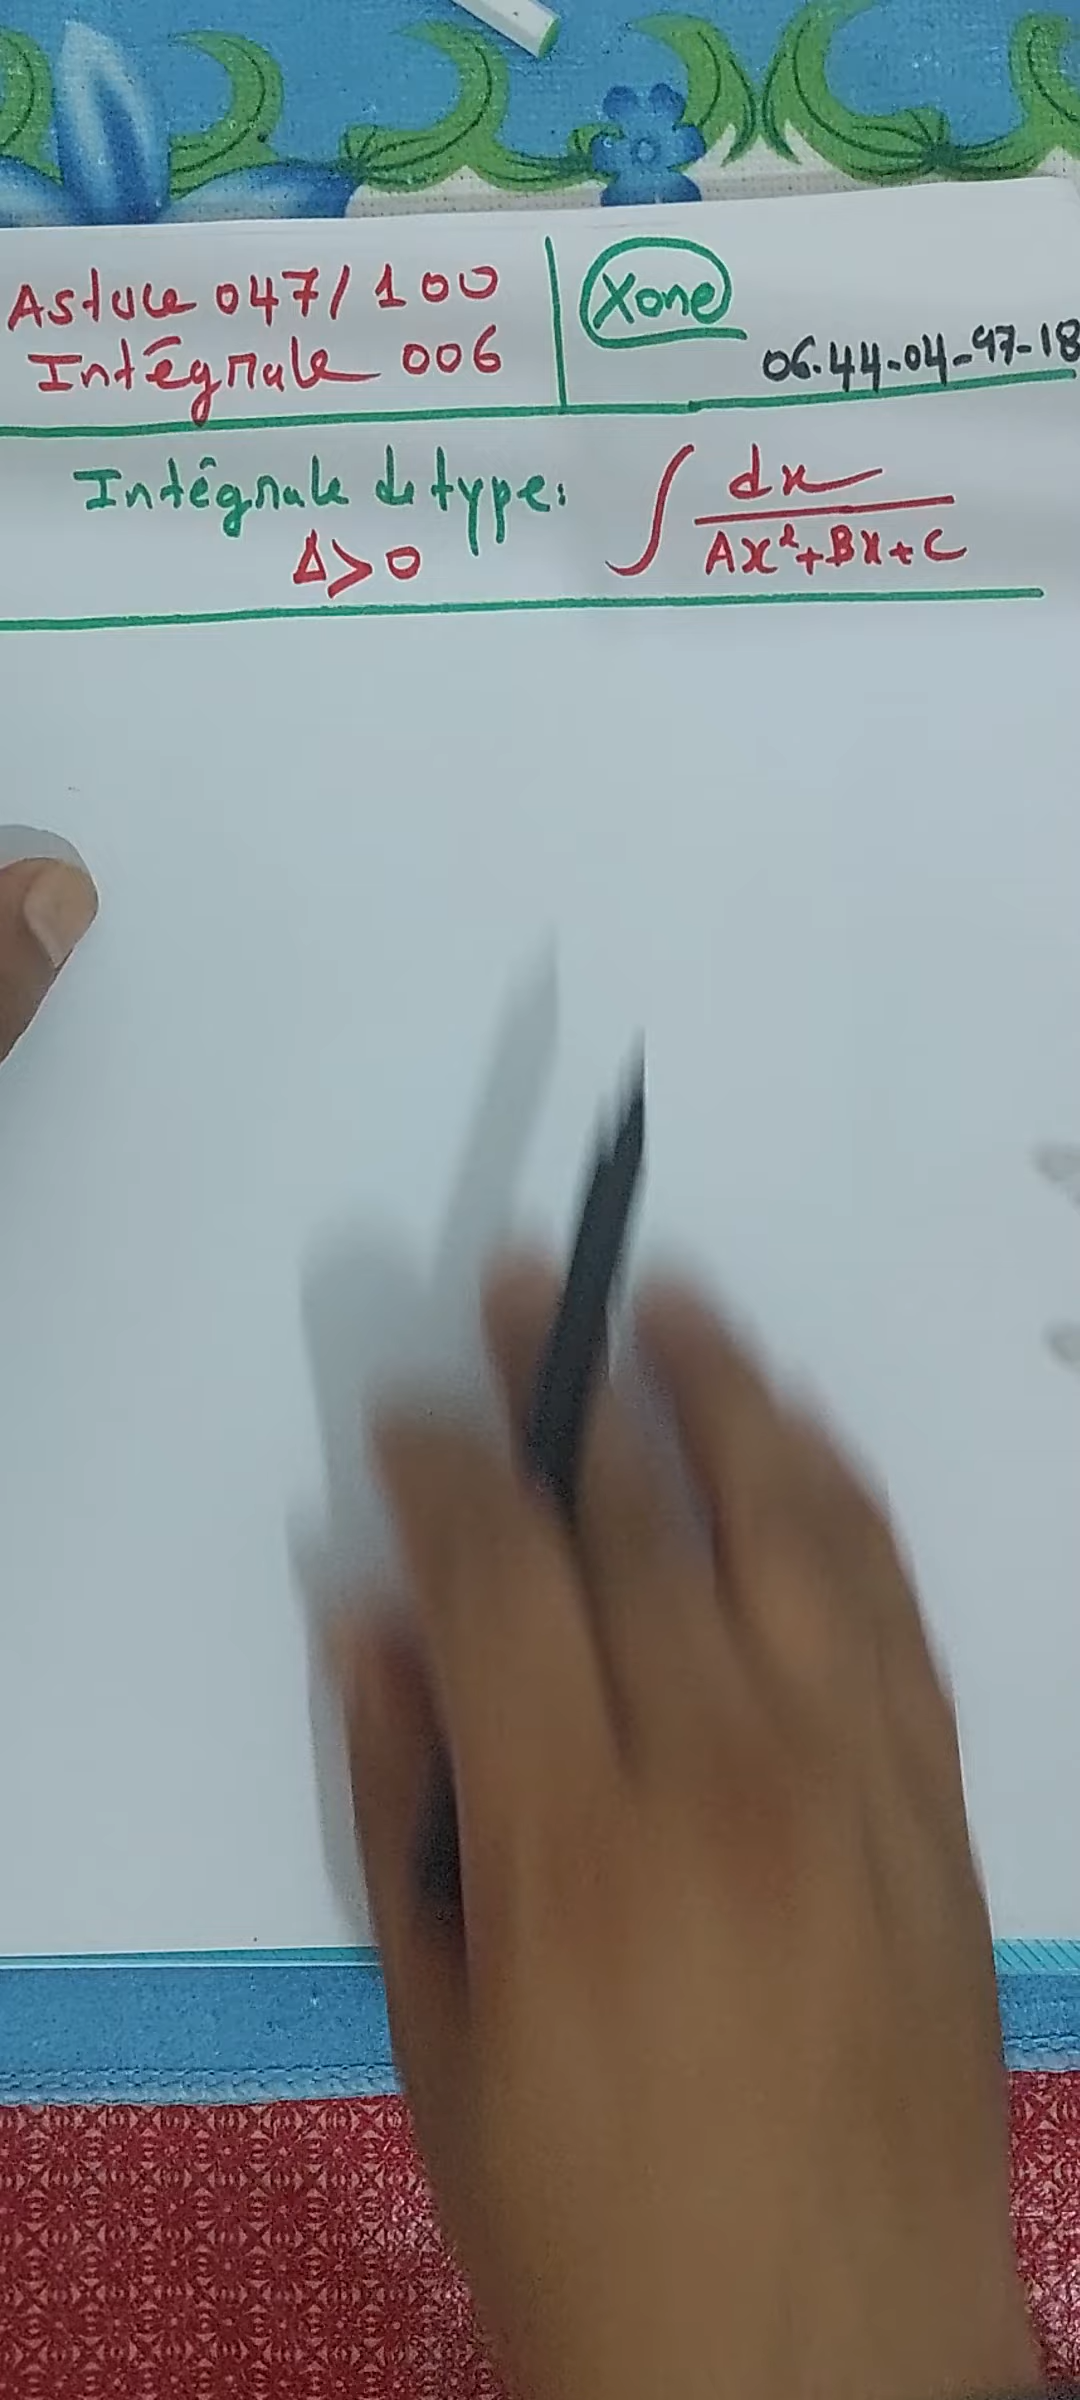 Astuce 047/100
Intégrale 006
Xone
06.44.04-97-18
Intégrale de type: ∫ dx / Ax²+Bx+C
Δ>0